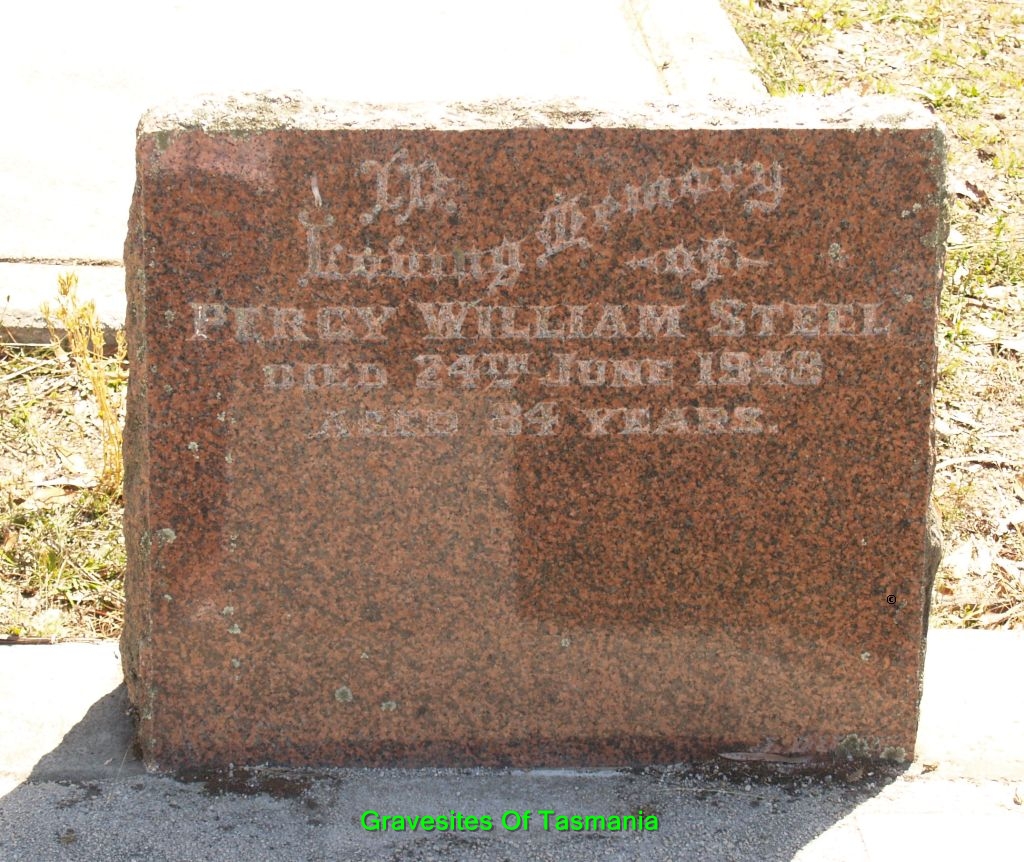 In
Loving Memory
of
PERCY WILLIAM STEEL
DIED 24TH JUNE 1948
AGED 84 YEARS.
©
Gravesites Of Tasmania